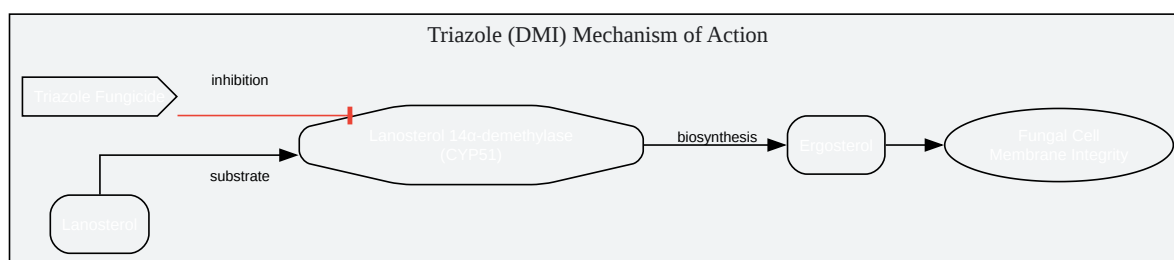 Triazole (DMI) Mechanism of Action
inhibition
Triazole Fungicide
Lanosterol 14α-demethylase
(CYP51)
biosynthesis
Ergosterol
Fungal Cell
Membrane Integrity
substrate
Lanosterol